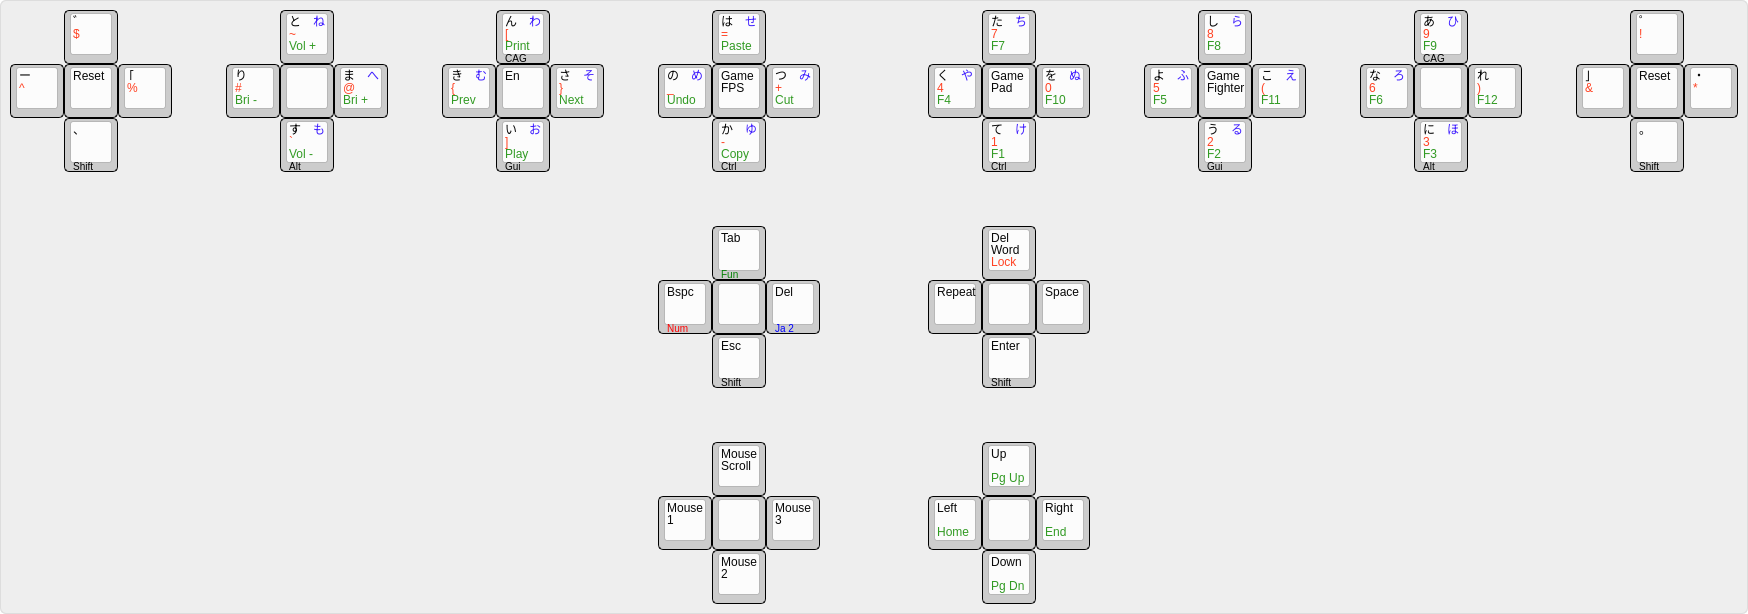 ゛
$
と ね
~
Vol +
ん わ
[
Print
CAG
は せ
=
Paste
た ち
7
F7
し ら
8
F8
あ ひ
9
F9
CAG
゜
!
ー
^
Reset
「
%
り
#
Bri -
ま へ
@
Bri +
き む
{
Prev
En
さ そ
}
Next
の め
_
Undo
Game
FPS
つ み
+
Cut
く や
4
F4
Game
Pad
を ぬ
0
F10
よ ふ
5
F5
Game
Fighter
こ え
(
F11
な ろ
6
F6
れ
)
F12
」
&
Reset
・
*
、
Shift
す も
`
Vol -
Alt
い お
]
Play
Gui
か ゆ
-
Copy
Ctrl
て け
1
F1
Ctrl
う る
2
F2
Gui
に ほ
3
F3
Alt
。
Shift
Tab
Fun
Del
Word
Lock
Bspc
Num
Del
Ja 2
Repeat
Space
Esc
Shift
Enter
Shift
Mouse
Scroll
Up
Pg Up
Mouse
1
Mouse
3
Left
Home
Right
End
Mouse
2
Down
Pg Dn